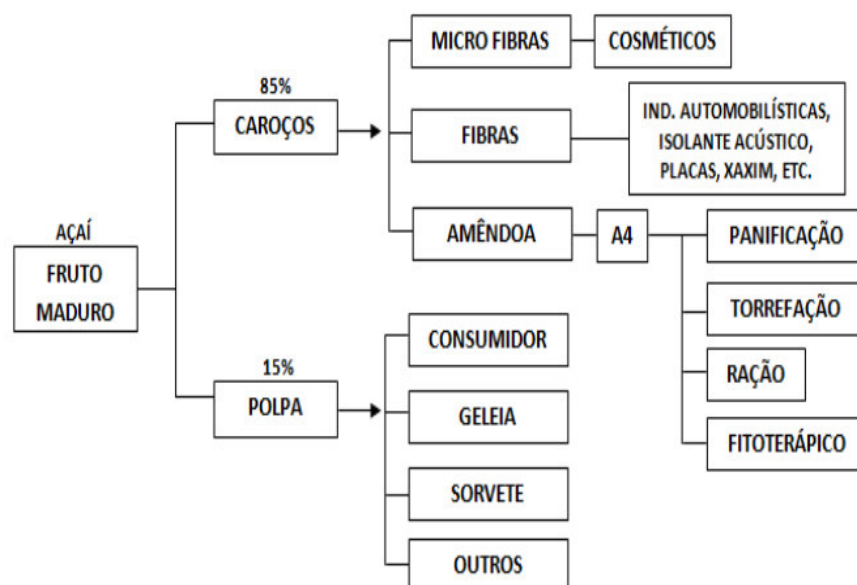 AÇAÍ
FRUTO
MADURO
85%
CAROÇOS
MICRO FIBRAS
COSMÉTICOS
FIBRAS
IND. AUTOMOBILÍSTICAS,
ISOLANTE ACÚSTICO,
PLACAS, XAXIM, ETC.
AMÊNDOA
A4
PANIFICAÇÃO
TORREFAÇÃO
RAÇÃO
FITOTERÁPICO
15%
POLPA
CONSUMIDOR
GELEIA
SORVETE
OUTROS